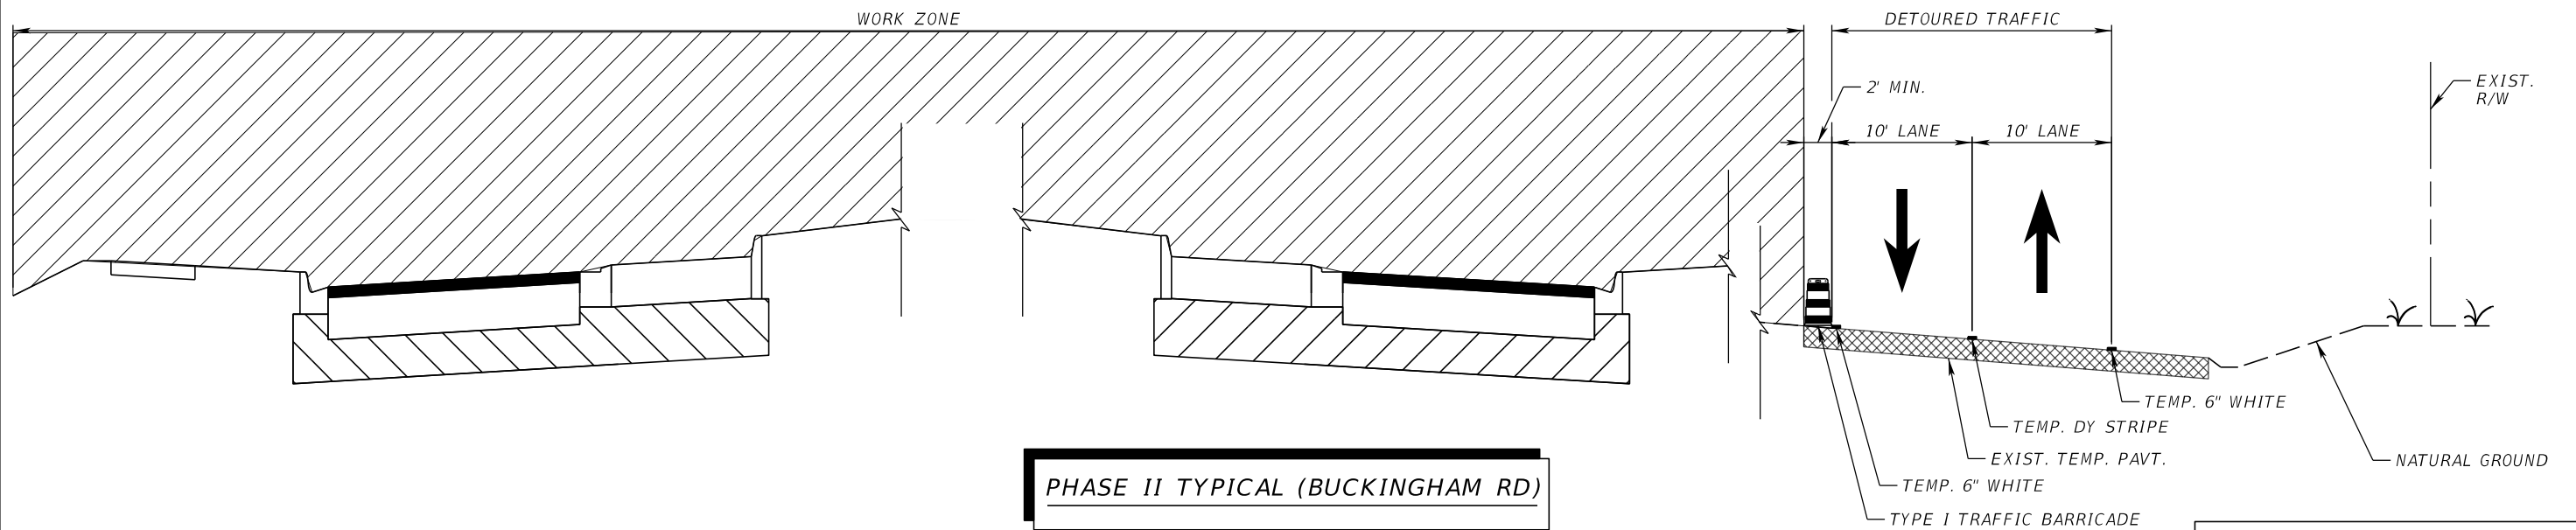 WORK ZONE
DETOURED TRAFFIC
2' MIN.
EXIST.
R/W
10' LANE
10' LANE
TEMP. 6" WHITE
TEMP. DY STRIPE
EXIST. TEMP. PAVT.
NATURAL GROUND
TEMP. 6" WHITE
TYPE I TRAFFIC BARRICADE
PHASE II TYPICAL (BUCKINGHAM RD)